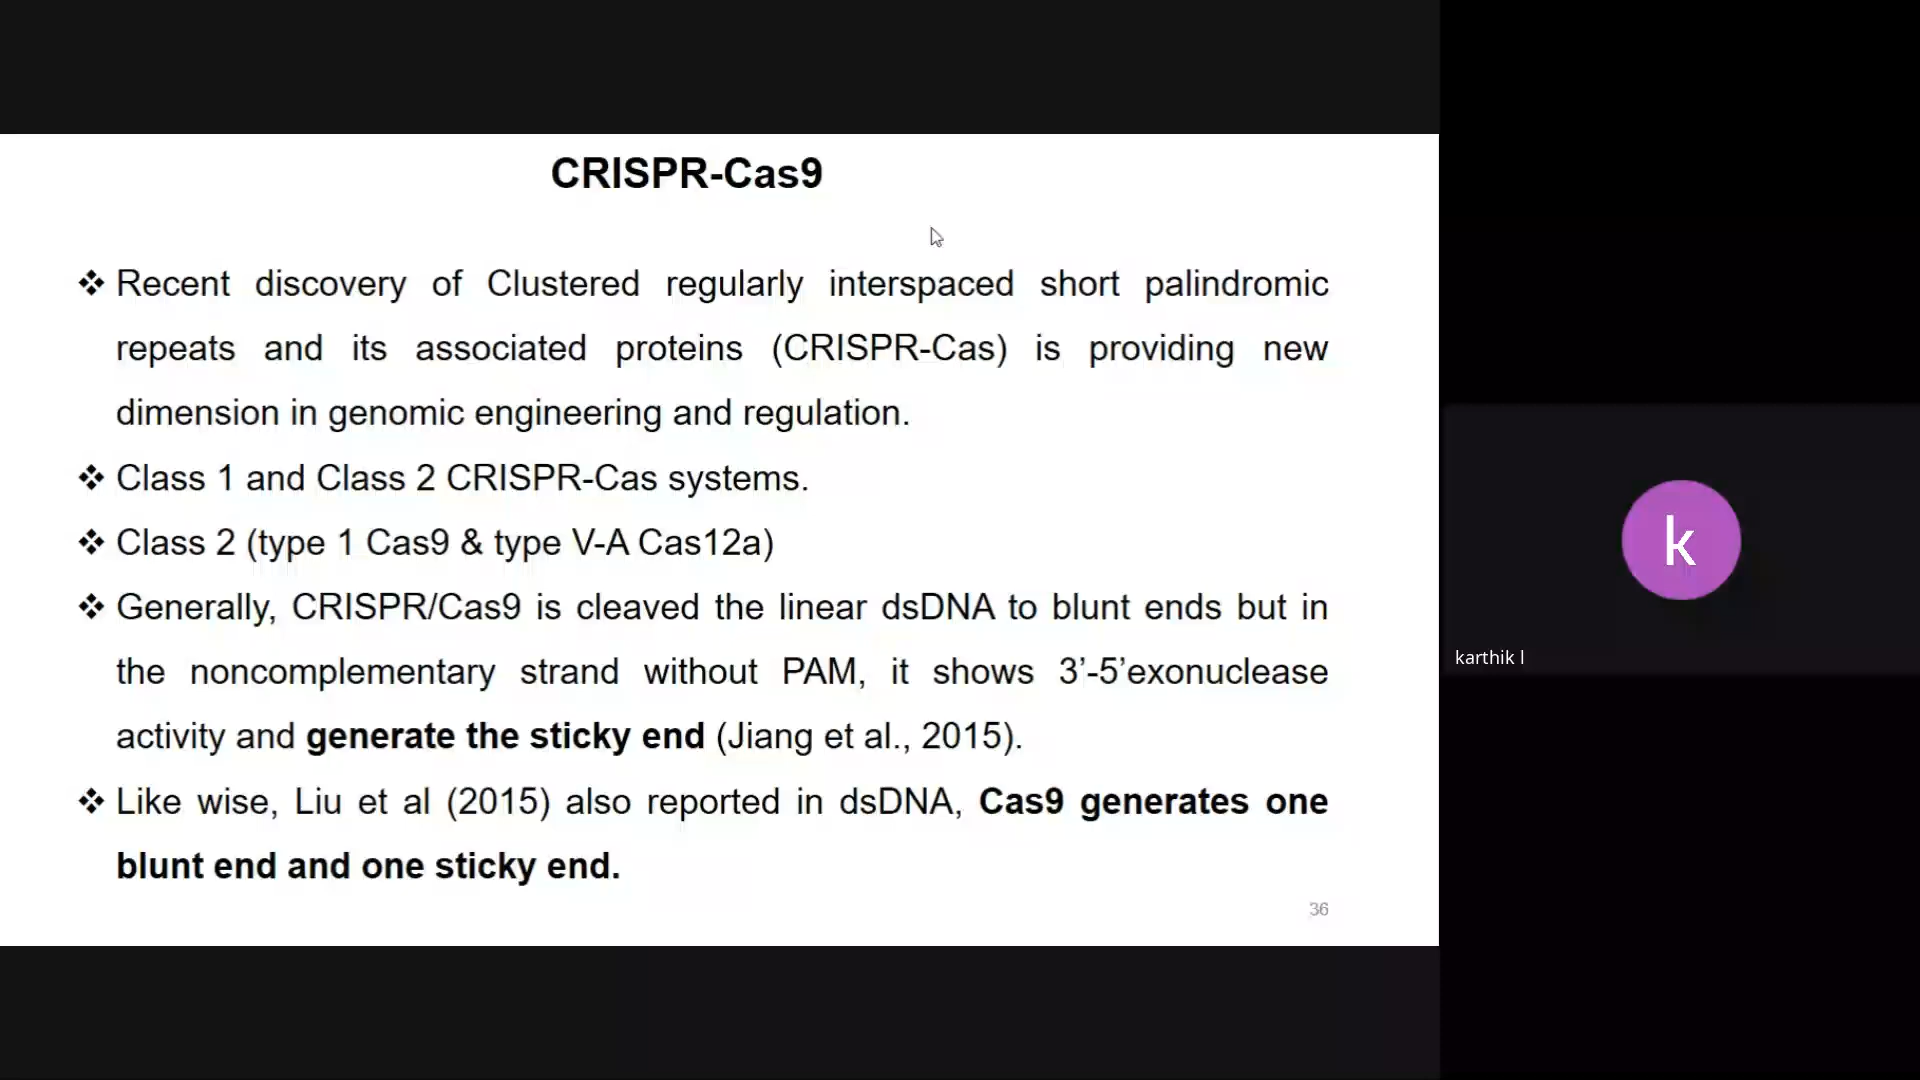 CRISPR-Cas9
❖ Recent discovery of Clustered regularly interspaced short palindromic
repeats and its associated proteins (CRISPR-Cas) is providing new
dimension in genomic engineering and regulation.
❖ Class 1 and Class 2 CRISPR-Cas systems.
❖ Class 2 (type 1 Cas9 & type V-A Cas12a)
❖ Generally, CRISPR/Cas9 is cleaved the linear dsDNA to blunt ends but in
the noncomplementary strand without PAM, it shows 3’-5’exonuclease
activity and generate the sticky end (Jiang et al., 2015).
❖ Like wise, Liu et al (2015) also reported in dsDNA, Cas9 generates one
blunt end and one sticky end.
36
k
karthik l